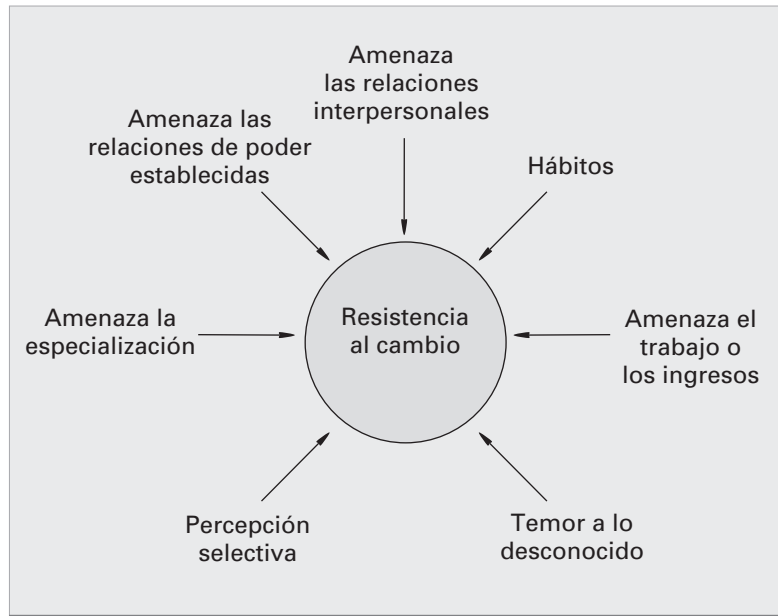 Amenaza
las relaciones
interpersonales
Amenaza las
relaciones de poder
establecidas
Hábitos
Amenaza la
especialización
Resistencia
al cambio
Amenaza el
trabajo o
los ingresos
Percepción
selectiva
Temor a lo
desconocido